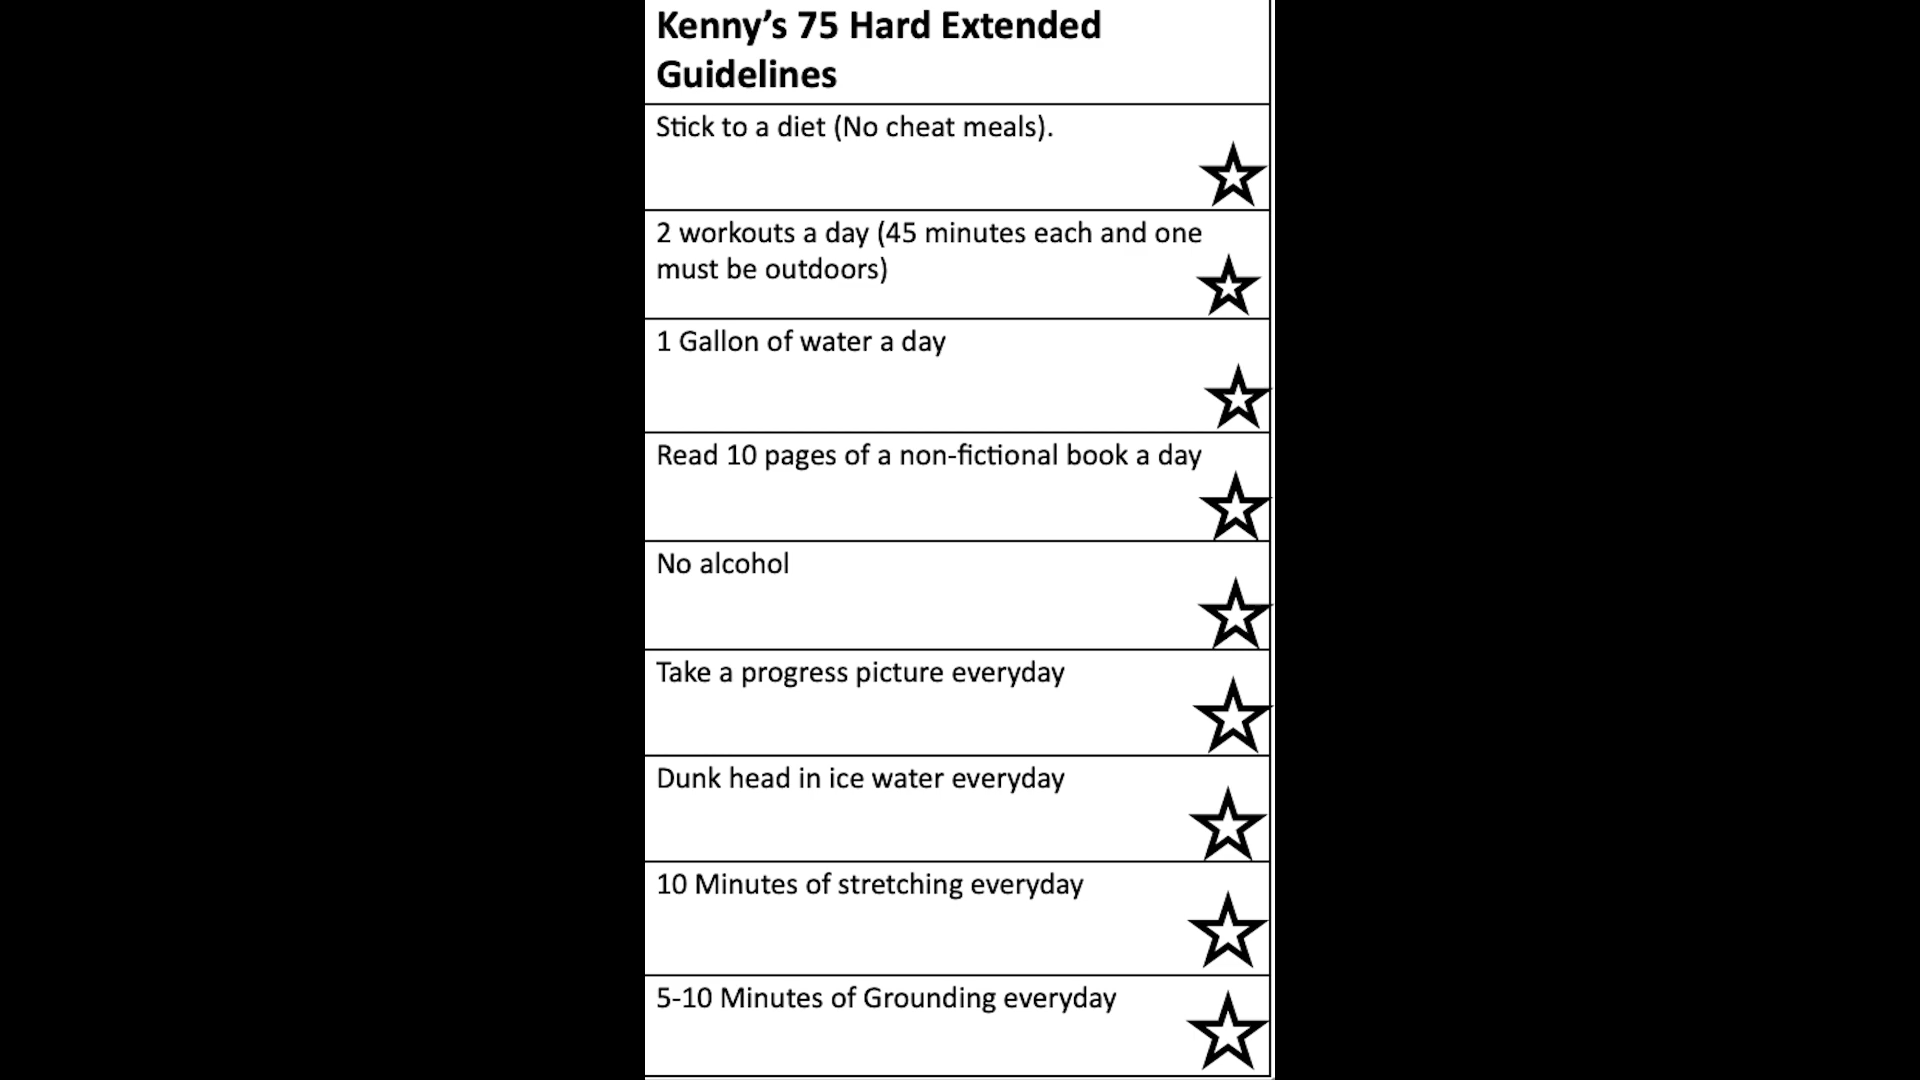 Kenny’s 75 Hard Extended
Guidelines
Stick to a diet (No cheat meals).
2 workouts a day (45 minutes each and one
must be outdoors)
1 Gallon of water a day
Read 10 pages of a non-fictional book a day
No alcohol
Take a progress picture everyday
Dunk head in ice water everyday
10 Minutes of stretching everyday
5-10 Minutes of Grounding everyday